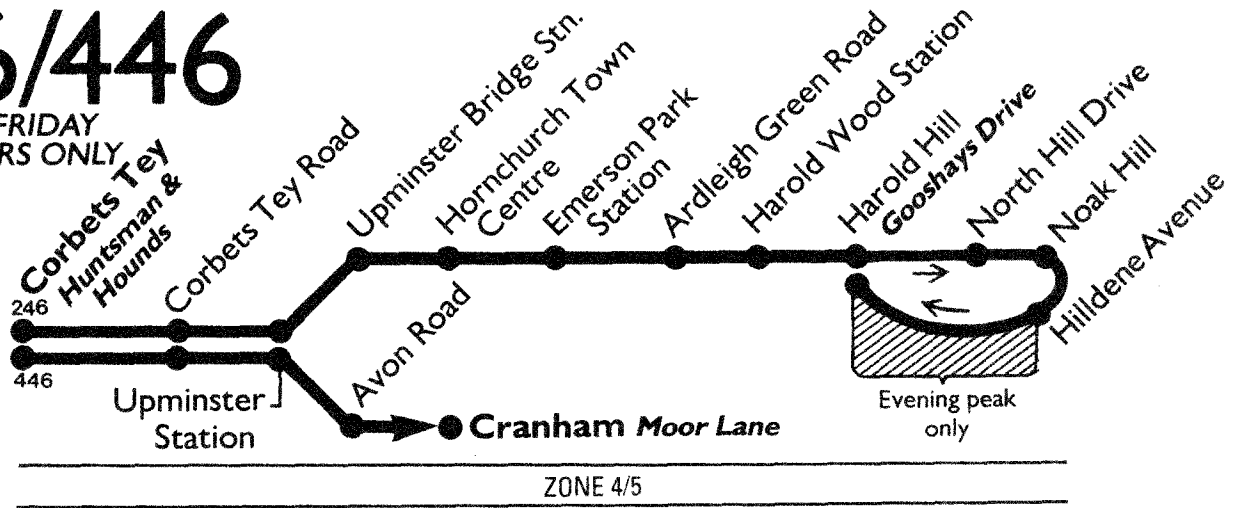 6/446
FRIDAY
RS ONLY
Corbets Tey
Huntsman &
Hounds
Corbets Tey Road
Upminster Bridge Stn.
Hornchurch Town
Centre
Emerson Park
Station
Ardleigh Green Road
Harold Wood Station
Harold Hill
Gooshays Drive
North Hill Drive
Noak Hill
Hilldene Avenue
246
446
Upminster
Station
Avon Road
Cranham Moor Lane
Evening peak
only
ZONE 4/5